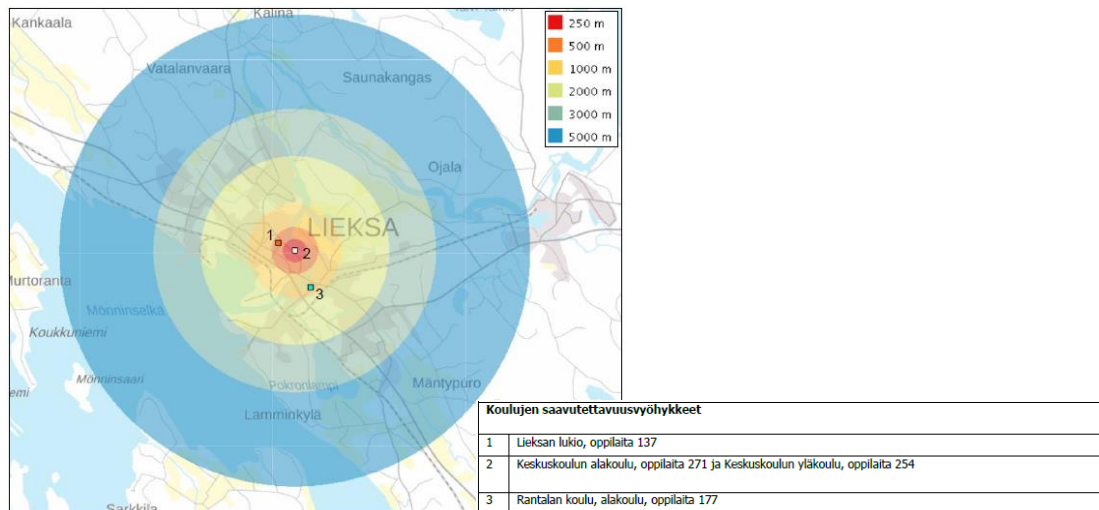 Kankaala
Kalina
250 m
500 m
1000 m
2000 m
3000 m
5000 m
Vatalanvaara
Saunakangas
Ojala
LIEKSA
1
2
3
Murtoranta
Mönninselkä
Koukkuniemi
Mönninsaari
Pokronlampi
Mäntypuro
Lamminkylä
Sarkkila
Koulujen saavutettavuusvyöhykkeet
1 Lieksan lukio, oppilaita 137
2 Keskuskoulun alakoulu, oppilaita 271 ja Keskuskoulun yläkoulu, oppilaita 254
3 Rantalan koulu, alakoulu, oppilaita 177